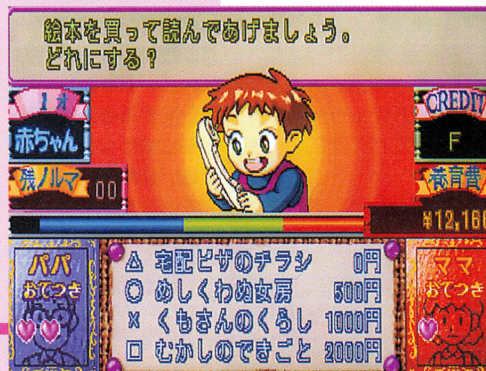 絵本を買って読んであげましょう。
どれにする?
1才
赤ちゃん
残ノルマ 00
CREDIT
F
養育費
¥12,166
パパ
おてつき
ママ
おてつき
△ 宅配ピザのチラシ 0円
○ めしくわぬ女房 500円
× くもさんのくらし 1000円
□ むかしのできごと 2000円